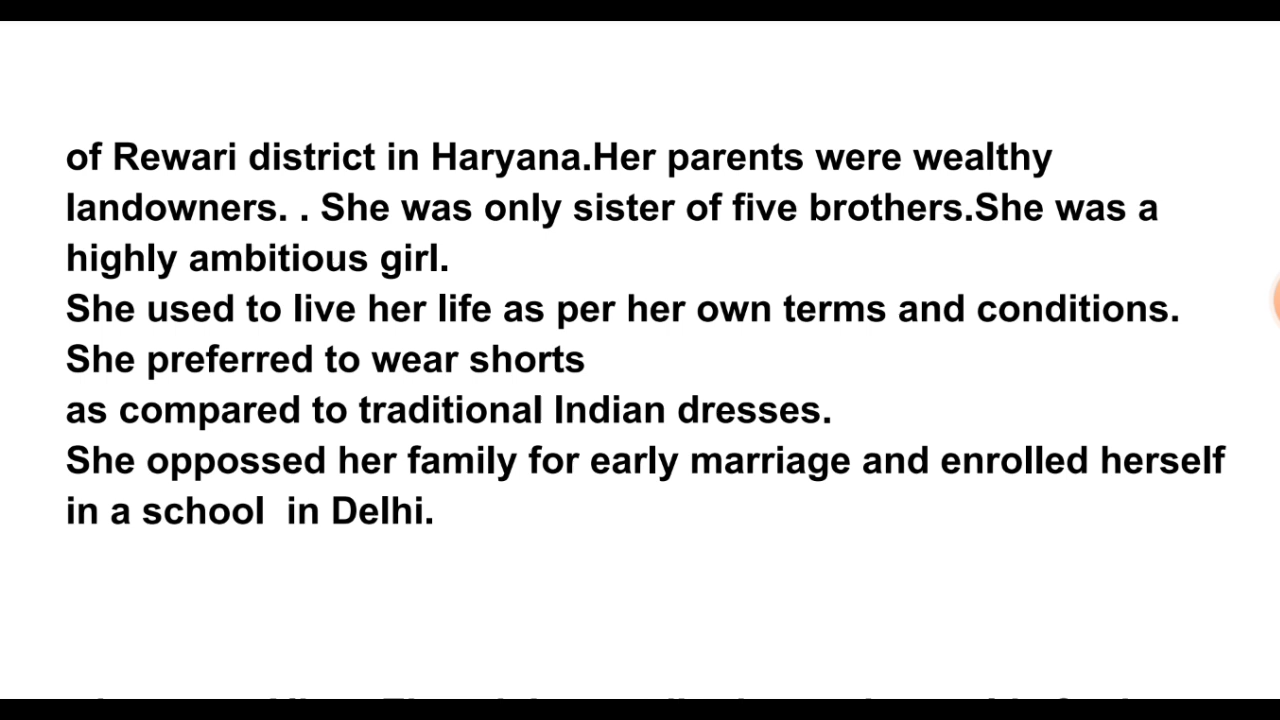 of Rewari district in Haryana.Her parents were wealthy
landowners. . She was only sister of five brothers.She was a
highly ambitious girl.
She used to live her life as per her own terms and conditions.
She preferred to wear shorts
as compared to traditional Indian dresses.
She oppossed her family for early marriage and enrolled herself
in a school  in Delhi.